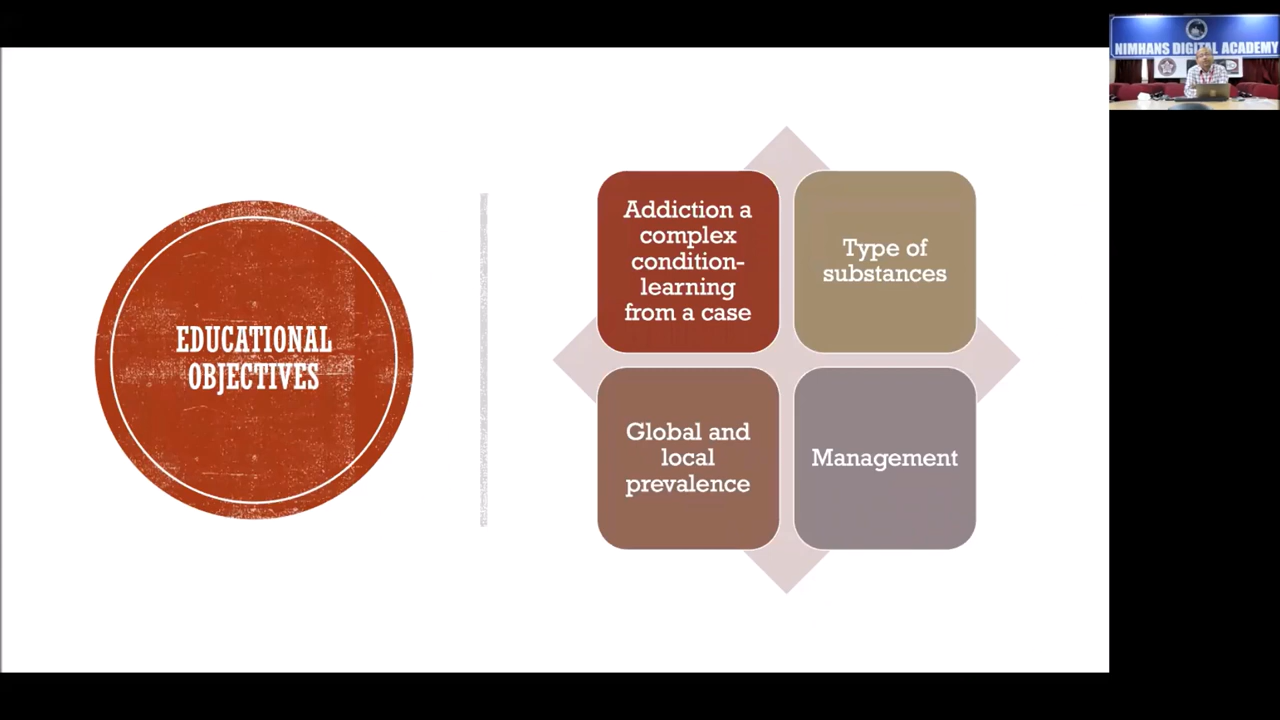 EDUCATIONAL
OBJECTIVES
Addiction a
complex
condition-
learning
from a case
Type of
substances
Global and
local
prevalence
Management
NIMHANS DIGITAL ACADEMY